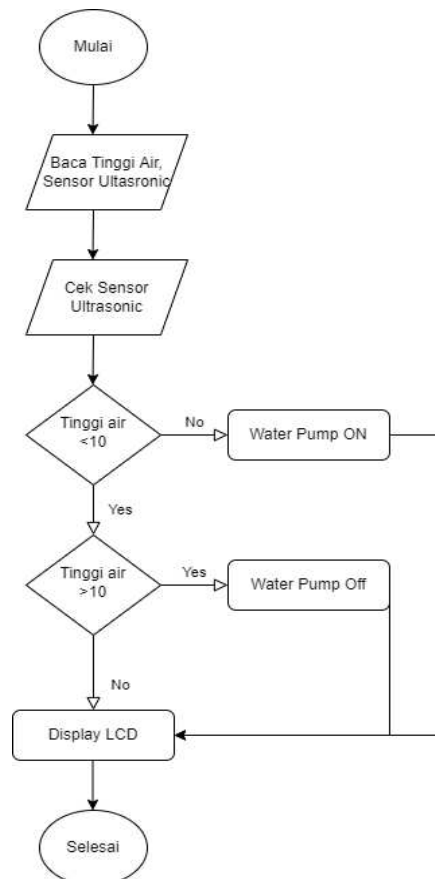 Mulai
Baca Tinggi Air,
Sensor Ultasronic
Cek Sensor
Ultrasonic
Tinggi air
<10
No
Water Pump ON
Yes
Tinggi air
>10
Yes
Water Pump Off
No
Display LCD
Selesai